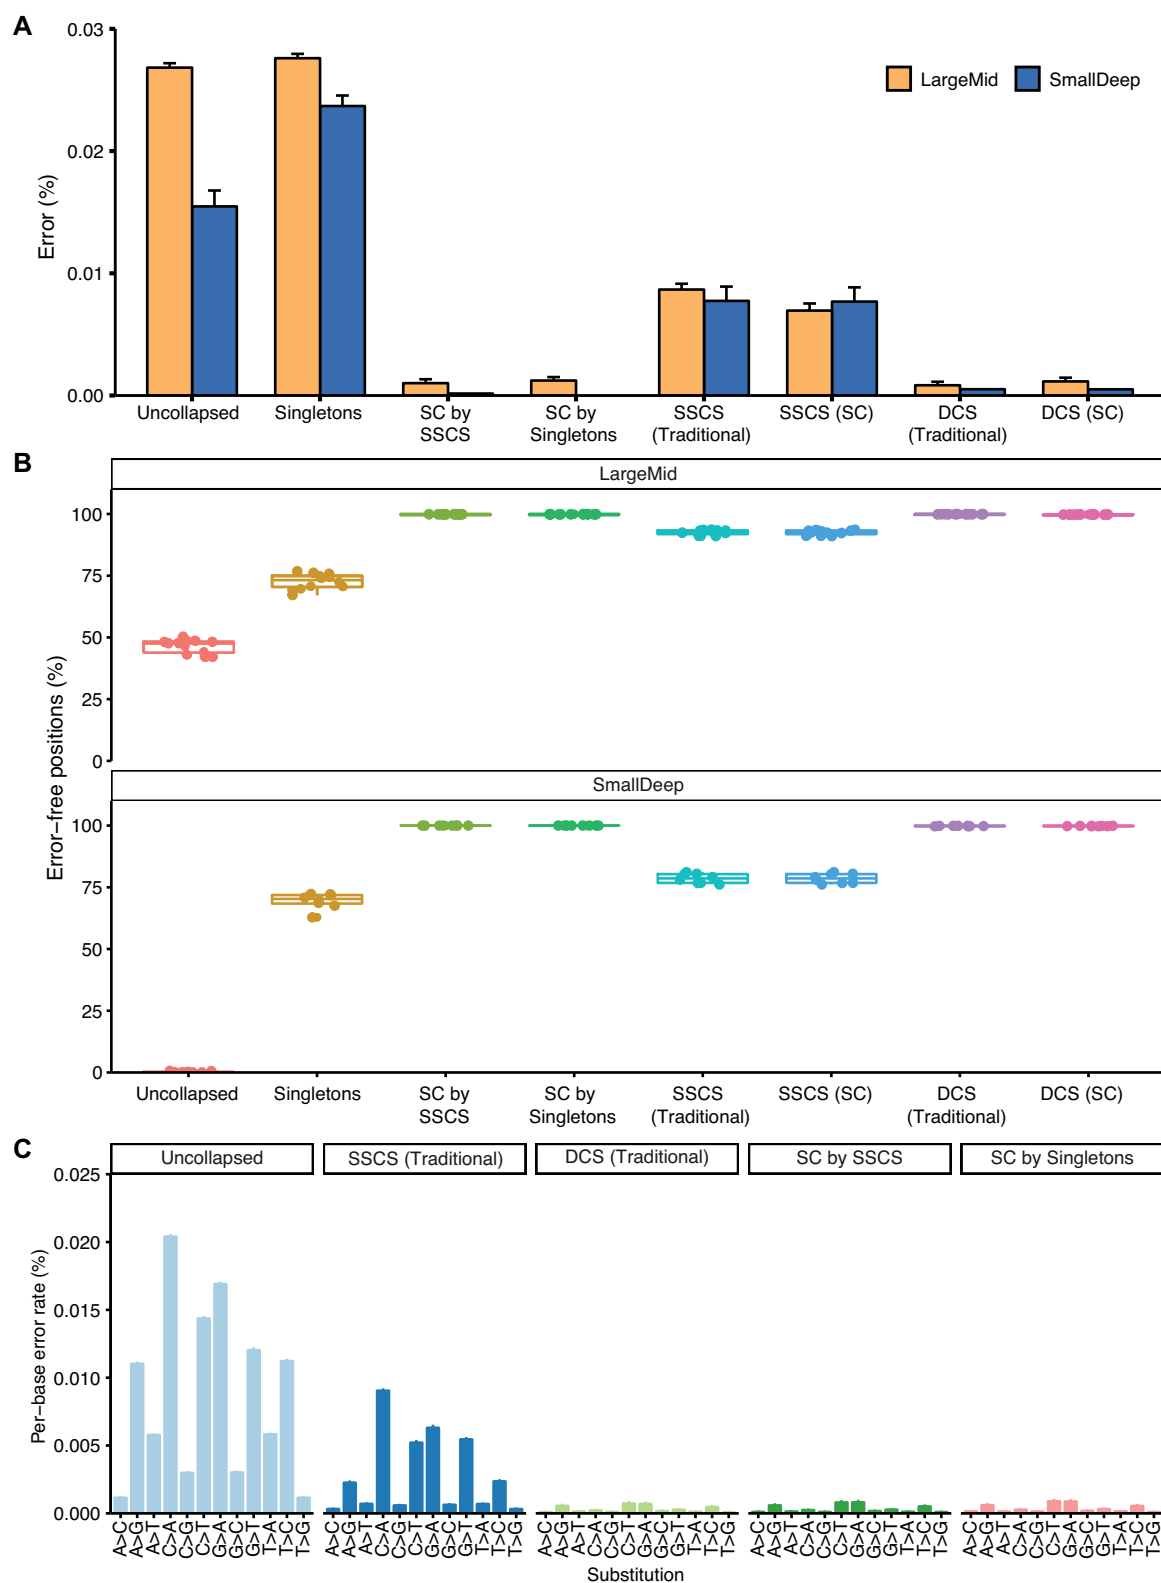 A
0.03
0.02
0.01
0.00
Error (%)
LargeMid
SmallDeep
Uncollapsed
Singletons
SC by
SSCS
SC by
Singletons
SSCS
(Traditional)
SSCS (SC)
DCS
(Traditional)
DCS (SC)
B
LargeMid
100
75
50
25
0
SmallDeep
100
75
50
25
0
Error−free positions (%)
Uncollapsed
Singletons
SC by
SSCS
SC by
Singletons
SSCS
(Traditional)
SSCS (SC)
DCS
(Traditional)
DCS (SC)
C
Uncollapsed
SSCS (Traditional)
DCS (Traditional)
SC by SSCS
SC by Singletons
0.025
0.020
0.015
0.010
0.005
0.000
Per−base error rate (%)
A>C
A>G
A>T
C>A
C>G
C>T
G>A
G>C
G>T
T>A
T>C
T>G
A>C
A>G
A>T
C>A
C>G
C>T
G>A
G>C
G>T
T>A
T>C
T>G
A>C
A>G
A>T
C>A
C>G
C>T
G>A
G>C
G>T
T>A
T>C
T>G
A>C
A>G
A>T
C>A
C>G
C>T
G>A
G>C
G>T
T>A
T>C
T>G
A>C
A>G
A>T
C>A
C>G
C>T
G>A
G>C
G>T
T>A
T>C
T>G
Substitution